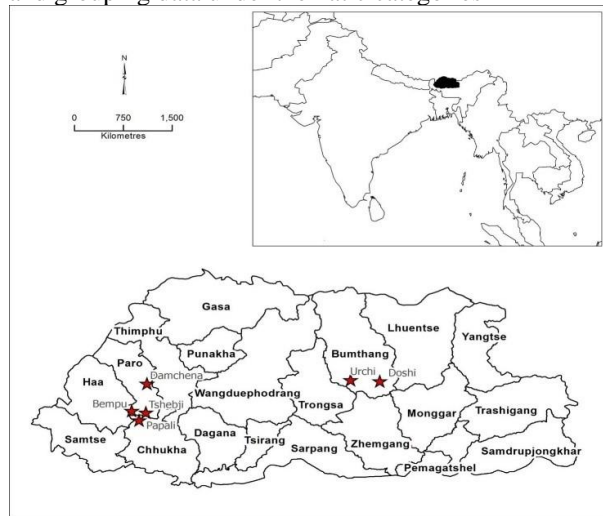 N
0 750 1,500
Kilometres
Gasa
Thimphu
Lhuentse
Yangtse
Punakha
Bumthang
Paro
Damchena
Urchi
Doshi
Haa
Wangduephodrang
Trongsa
Bempu
Tshebji
Monggar
Trashigang
Papali
Samtse
Chhukha
Dagana
Tsirang
Sarpang
Zhemgang
Samdrupjongkhar
Pemagatshel